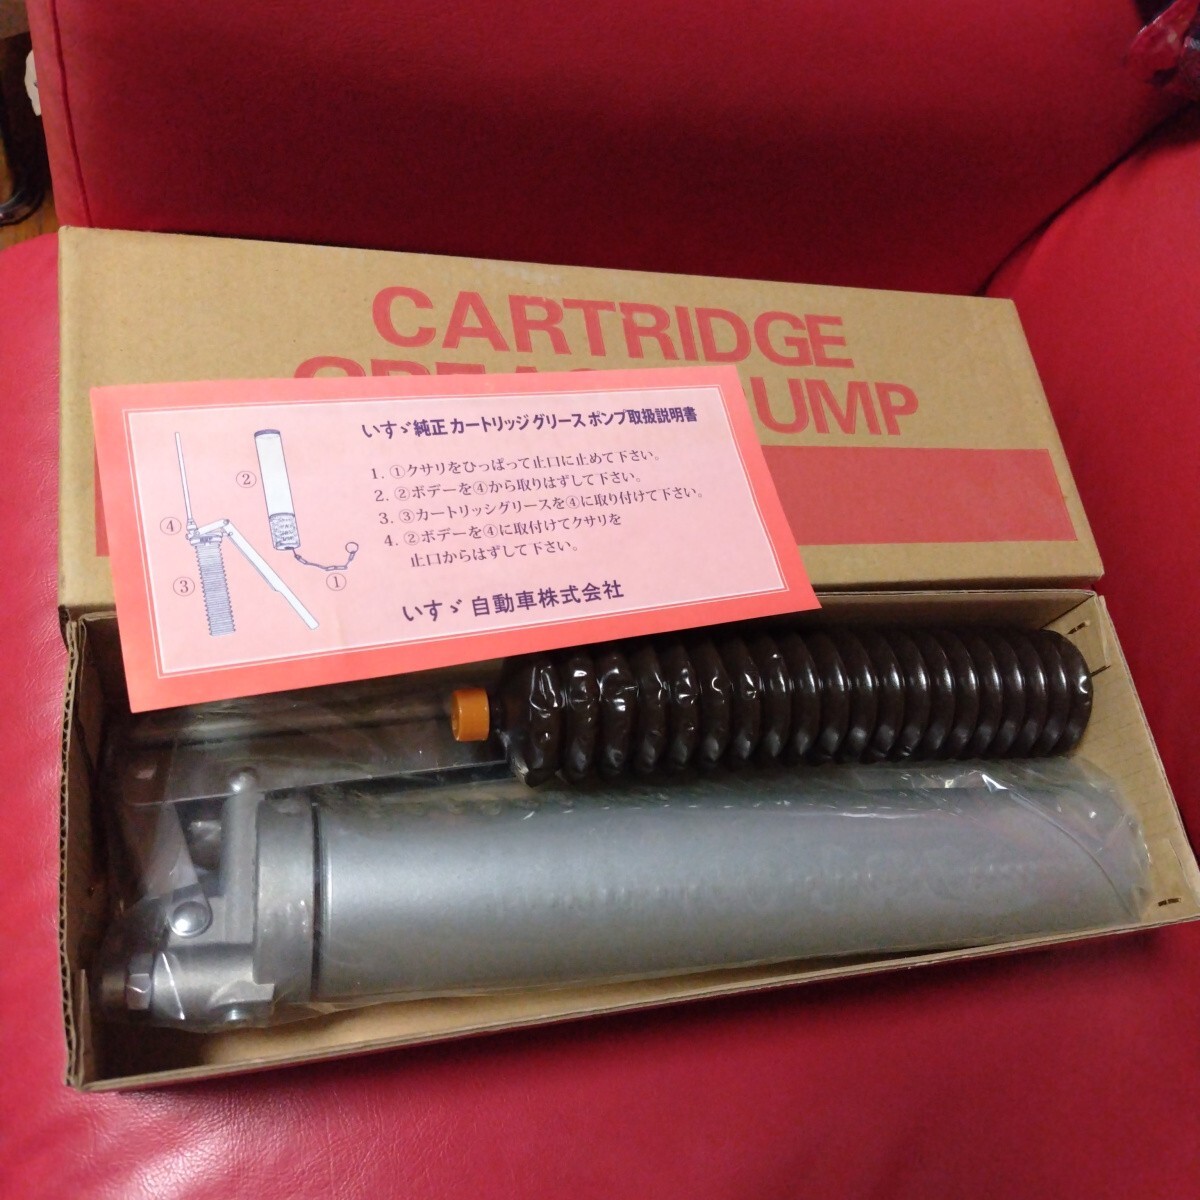 CARTRIDGE
GREASE PUMP
いすゞ純正 カートリッジ グリース ポンプ取扱説明書
1. ①クサリをひっぱって止口に止めて下さい。
2. ②ボデーを④から取りはずして下さい。
3. ③カートリッシグリースを④に取り付けて下さい。
4. ②ボデーを④に取付けてクサリを
止口からはずして下さい。
いすゞ 自動車株式会社
②
④
③
①